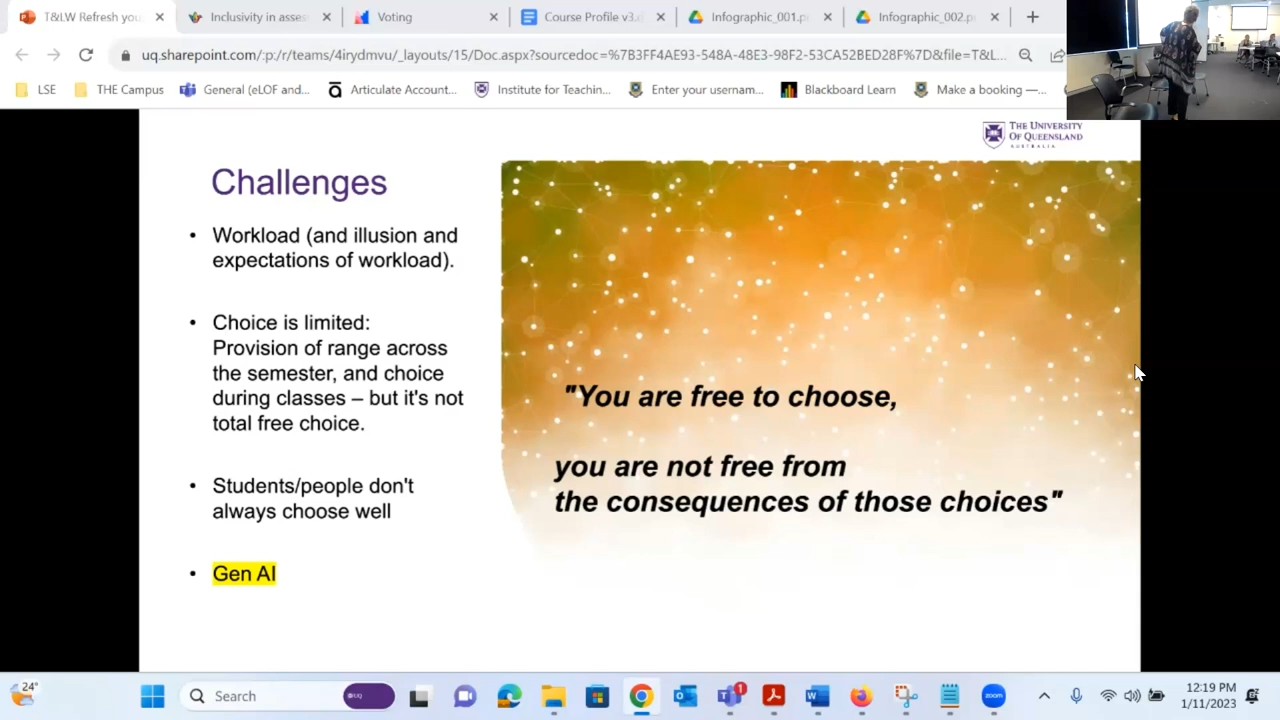 T&LW Refresh you
Inclusivity in asses
Voting
Course Profile v3.
Infographic_001.p
Infographic_002.p
uq.sharepoint.com/:p:/r/teams/4irydmvu/_layouts/15/Doc.aspx?sourcedoc=%7B3FF4AE93-548A-48E3-98F2-53CA52BED28F%7D&file=T&L...
LSE
THE Campus
General (eLOF and...
Articulate Account...
Institute for Teachin...
Enter your usernam...
Blackboard Learn
Make a booking —...
THE UNIVERSITY
OF QUEENSLAND
AUSTRALIA
Challenges
• Workload (and illusion and
expectations of workload).
• Choice is limited:
Provision of range across
the semester, and choice
during classes – but it's not
total free choice.
• Students/people don't
always choose well
• Gen AI
"You are free to choose,
you are not free from
the consequences of those choices"
24°
Search
1
zoom
12:19 PM
1/11/2023